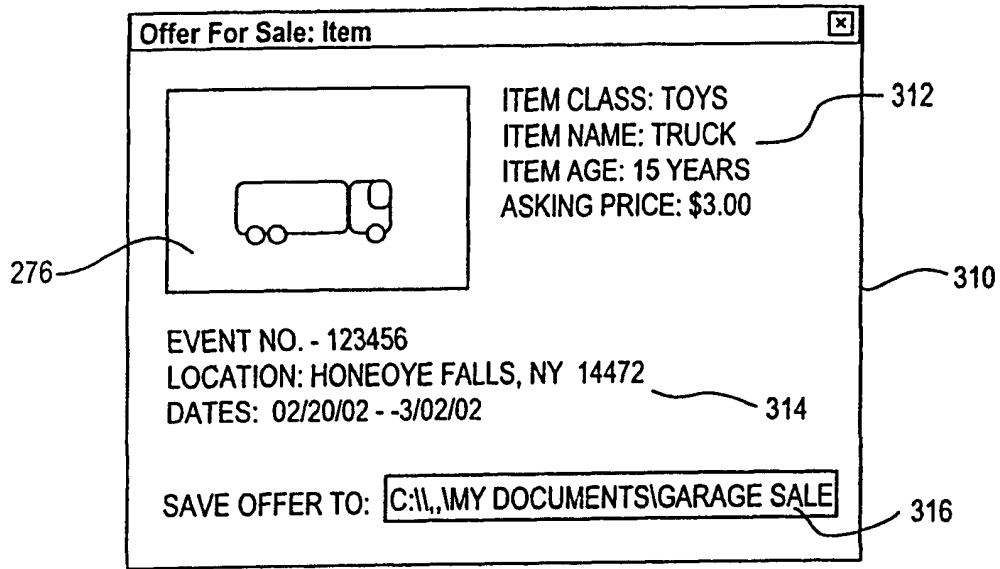 Offer For Sale: Item
x
ITEM CLASS: TOYS
312
ITEM NAME: TRUCK
ITEM AGE: 15 YEARS
ASKING PRICE: $3.00
276
310
EVENT NO. - 123456
LOCATION: HONEOYE FALLS, NY 14472
DATES: 02/20/02 - -3/02/02
314
SAVE OFFER TO: C:\\,,\MY DOCUMENTS\GARAGE SALE
316